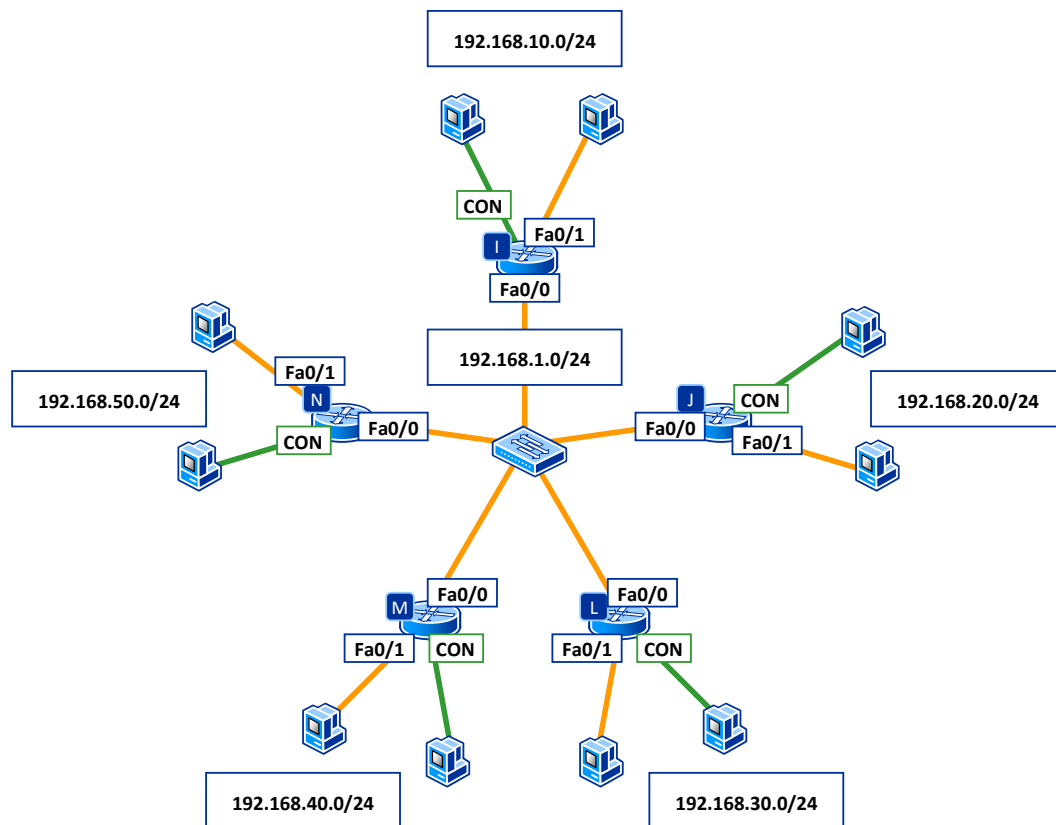 192.168.10.0/24
CON
Fa0/1
I
Fa0/0
192.168.1.0/24
Fa0/1
N
192.168.50.0/24
Fa0/0
CON
J
CON
192.168.20.0/24
Fa0/0
Fa0/1
Fa0/0
M
Fa0/1
CON
Fa0/0
L
Fa0/1
CON
192.168.40.0/24
192.168.30.0/24